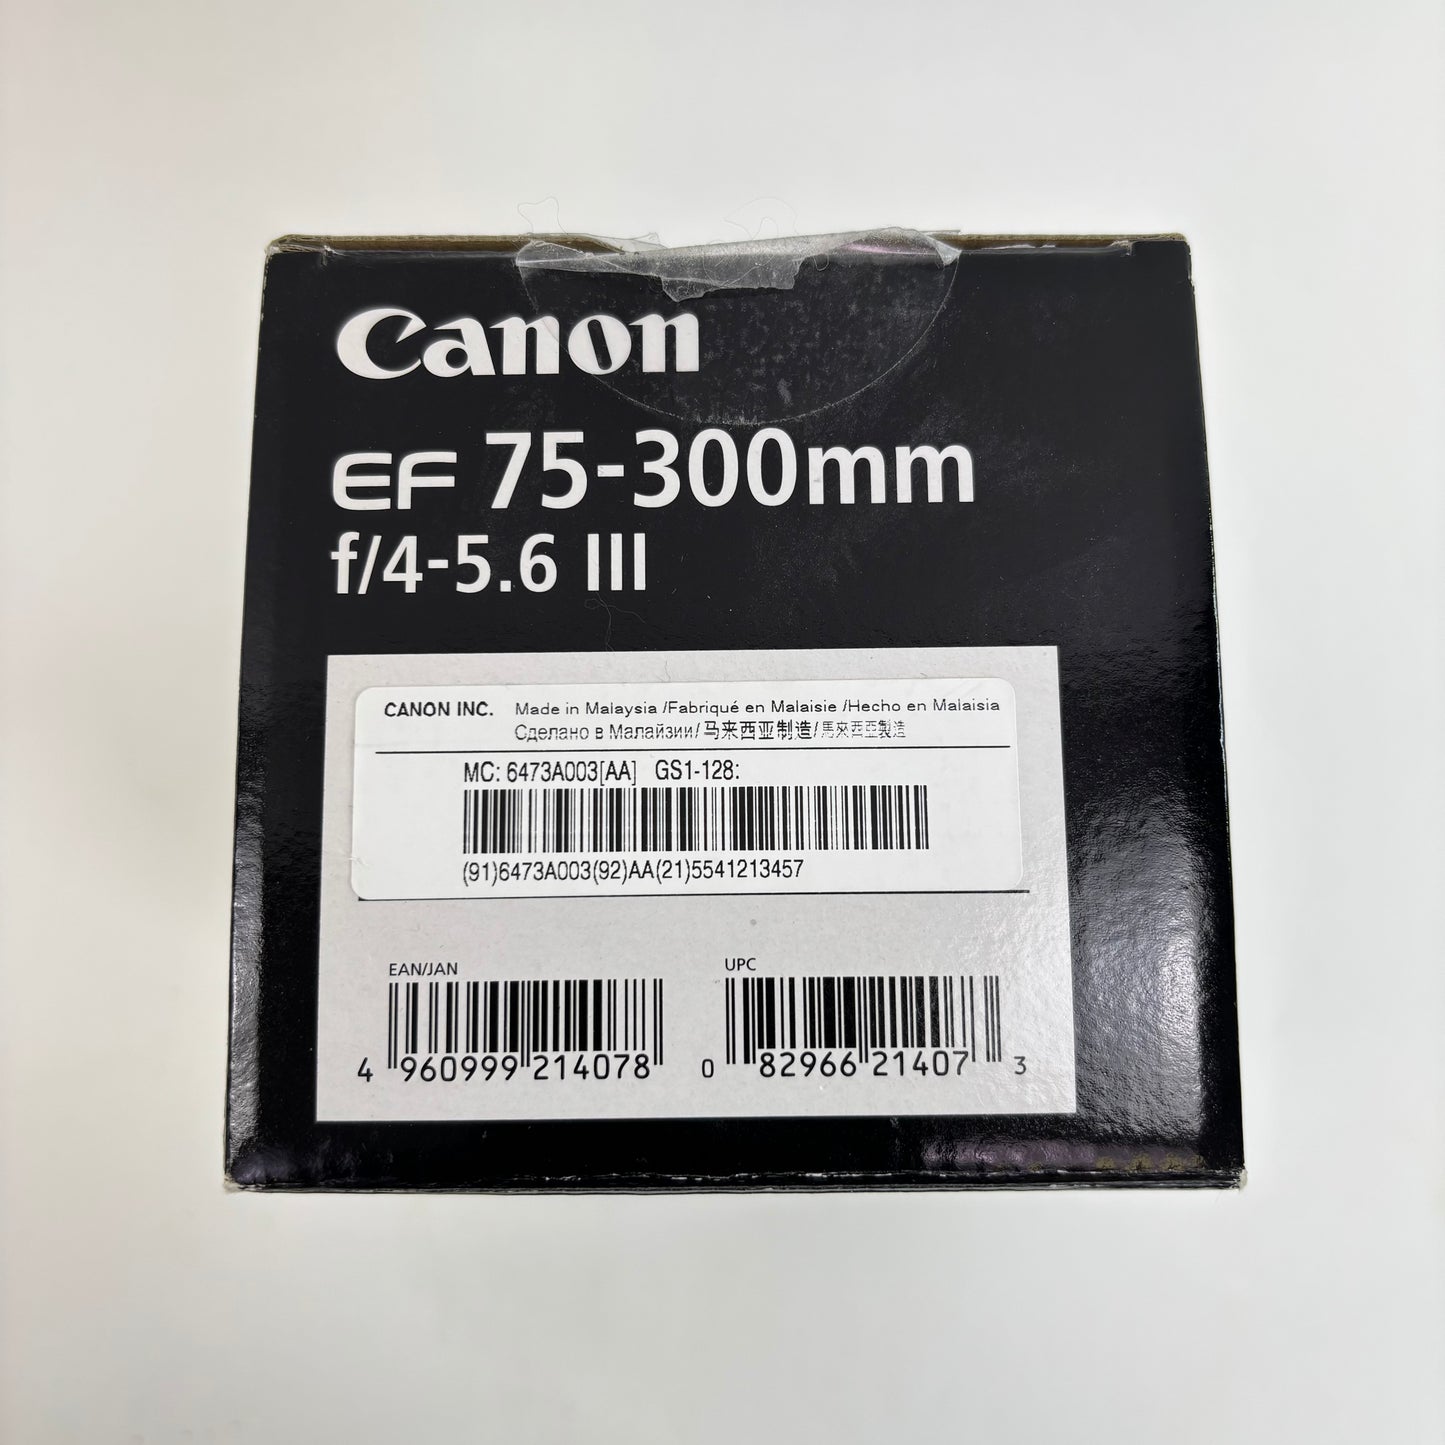 Canon
EF 75-300mm
f/4-5.6 III
CANON INC. Made in Malaysia /Fabriqué en Malaisie /Hecho en Malaisia
Сделано в Малайзии/马来西亚制造/馬來西亞製造
MC: 6473A003[AA] GS1-128:
(91)6473A003(92)AA(21)5541213457
EAN/JAN UPC
4 960999 214078 0 82966 21407 3